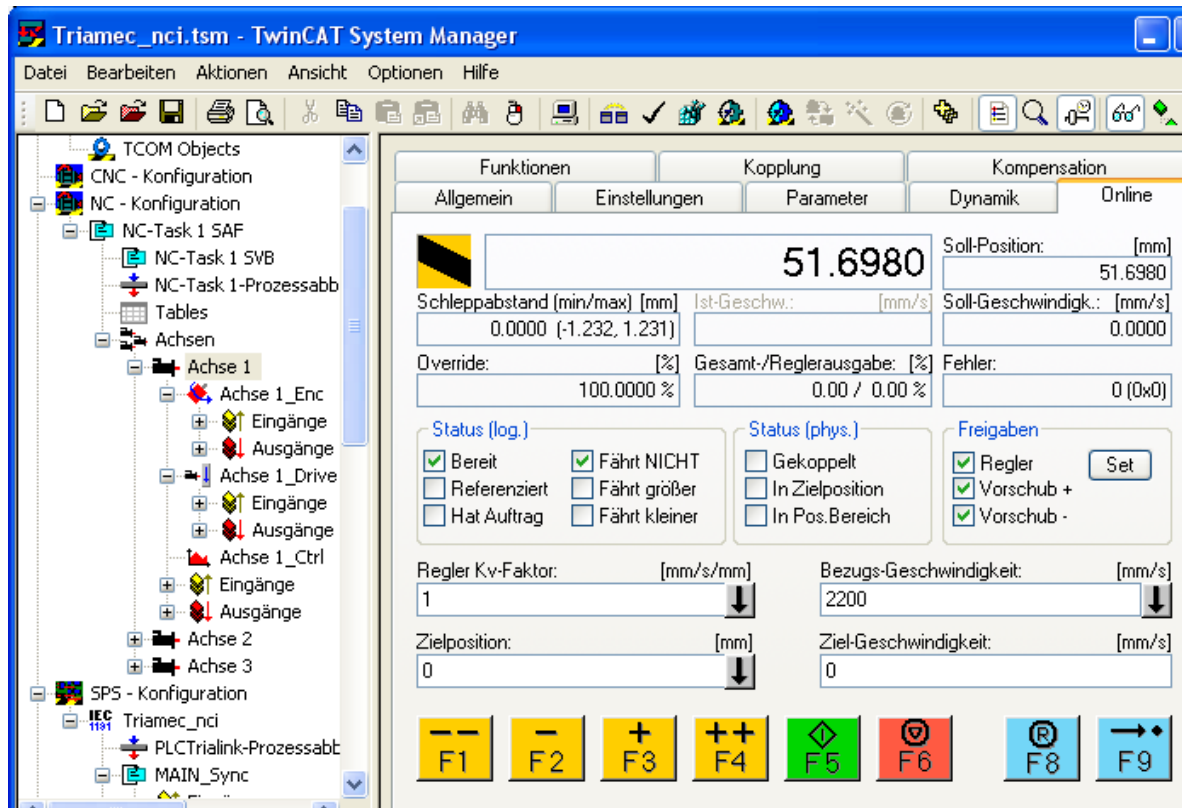 Triamec_nci.tsm - TwinCAT System Manager
Datei Bearbeiten Aktionen Ansicht Optionen Hilfe
TCOM Objects
CNC - Konfiguration
NC - Konfiguration
NC-Task 1 SAF
NC-Task 1 SVB
NC-Task 1-Prozessabb
Tables
Achsen
Achse 1
Achse 1_Enc
Eingänge
Ausgänge
Achse 1_Drive
Eingänge
Ausgänge
Achse 1_Ctrl
Eingänge
Ausgänge
Achse 2
Achse 3
SPS - Konfiguration
IEC 1131 Triamec_nci
PLCTrialink-Prozessabb
MAIN_Sync
Funktionen Kopplung Kompensation
Allgemein Einstellungen Parameter Dynamik Online
51.6980
Soll-Position: [mm]
51.6980
Schleppabstand (min/max) [mm] Ist-Geschw.: [mm/s] Soll-Geschwindigk.: [mm/s]
0.0000 (-1.232, 1.231) 0.0000
Override: [%] Gesamt-/Reglerausgabe: [%] Fehler:
100.0000 % 0.00 / 0.00 % 0 (0x0)
Status (log.) Status (phys.) Freigaben
Bereit Fährt NICHT Gekoppelt Regler Set
Referenziert Fährt größer In Zielposition Vorschub +
Hat Auftrag Fährt kleiner In Pos.Bereich Vorschub -
Regler Kv-Faktor: [mm/s/mm] Bezugs-Geschwindigkeit: [mm/s]
1 2200
Zielposition: [mm] Ziel-Geschwindigkeit: [mm/s]
0 0
-- - + ++ R
F1 F2 F3 F4 F5 F6 F8 F9